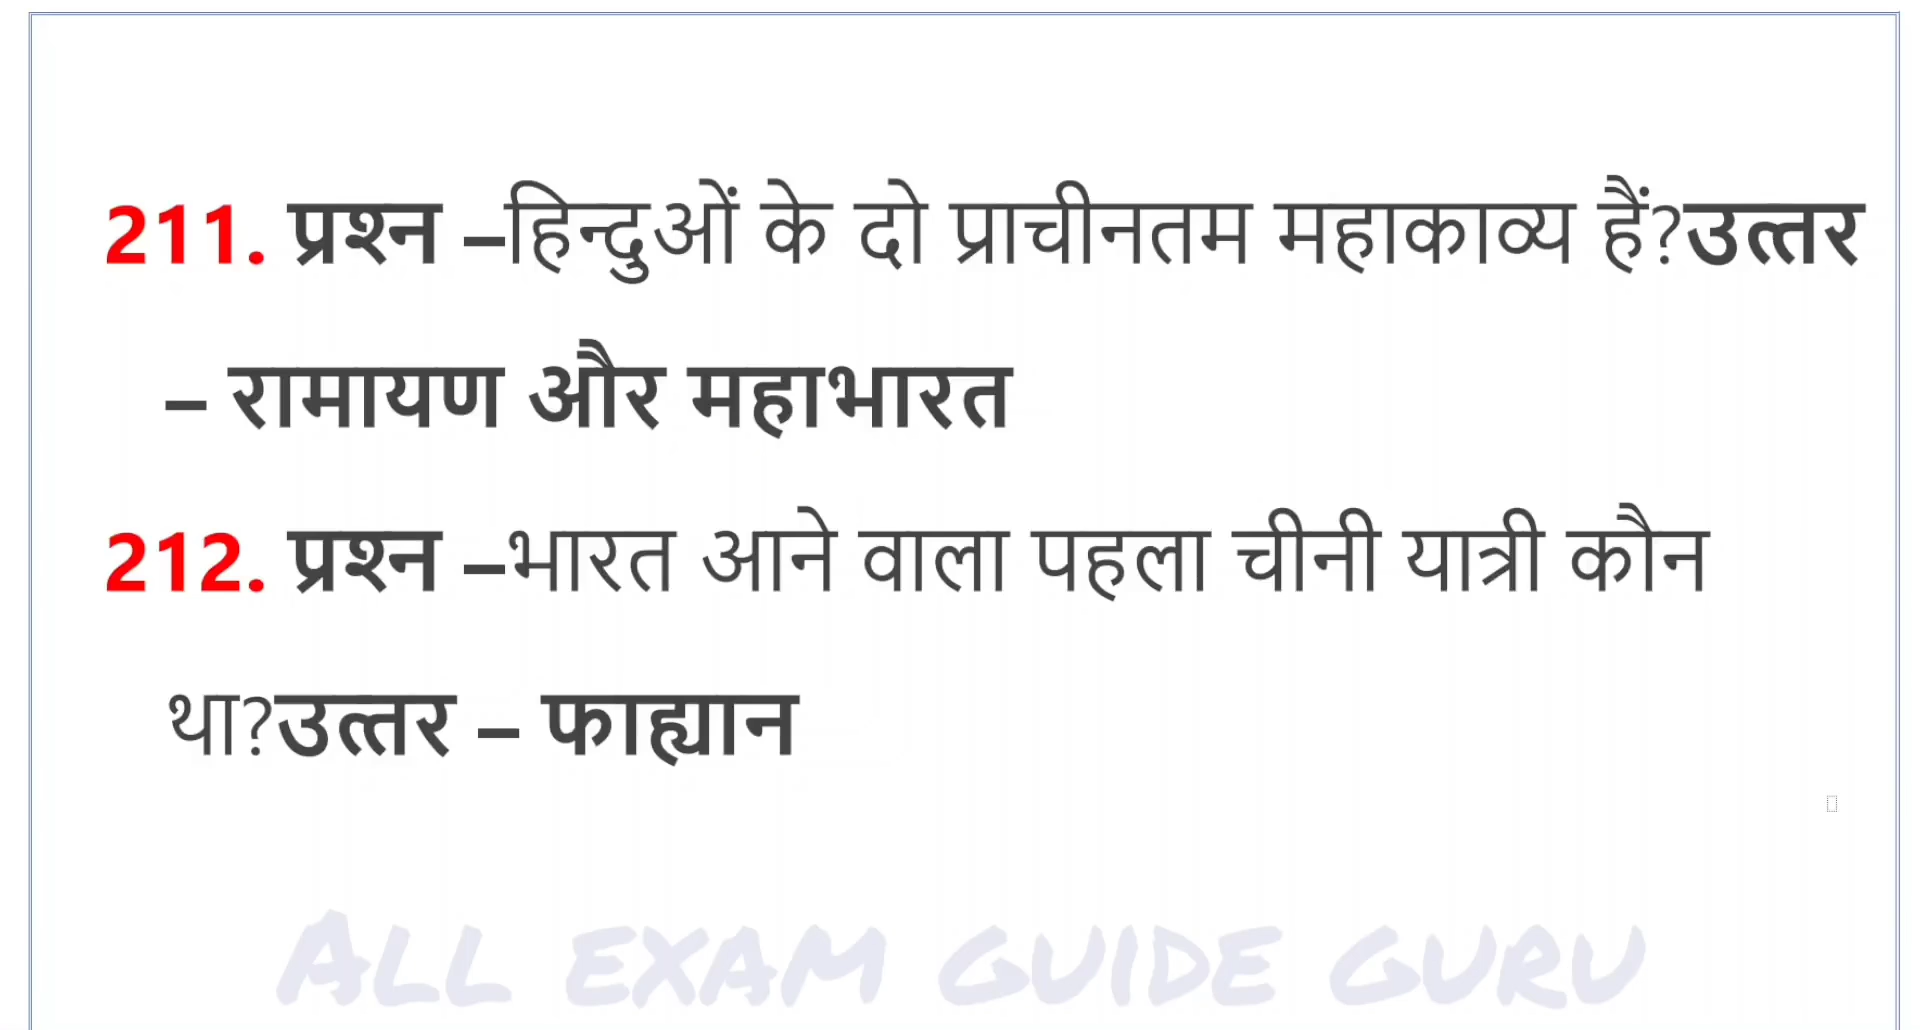 211. प्रश्न –हिन्दुओं के दो प्राचीनतम महाकाव्य हैं?उत्तर
– रामायण और महाभारत
212. प्रश्न –भारत आने वाला पहला चीनी यात्री कौन
था?उत्तर – फाह्यान
ALL EXAM GUIDE GURU